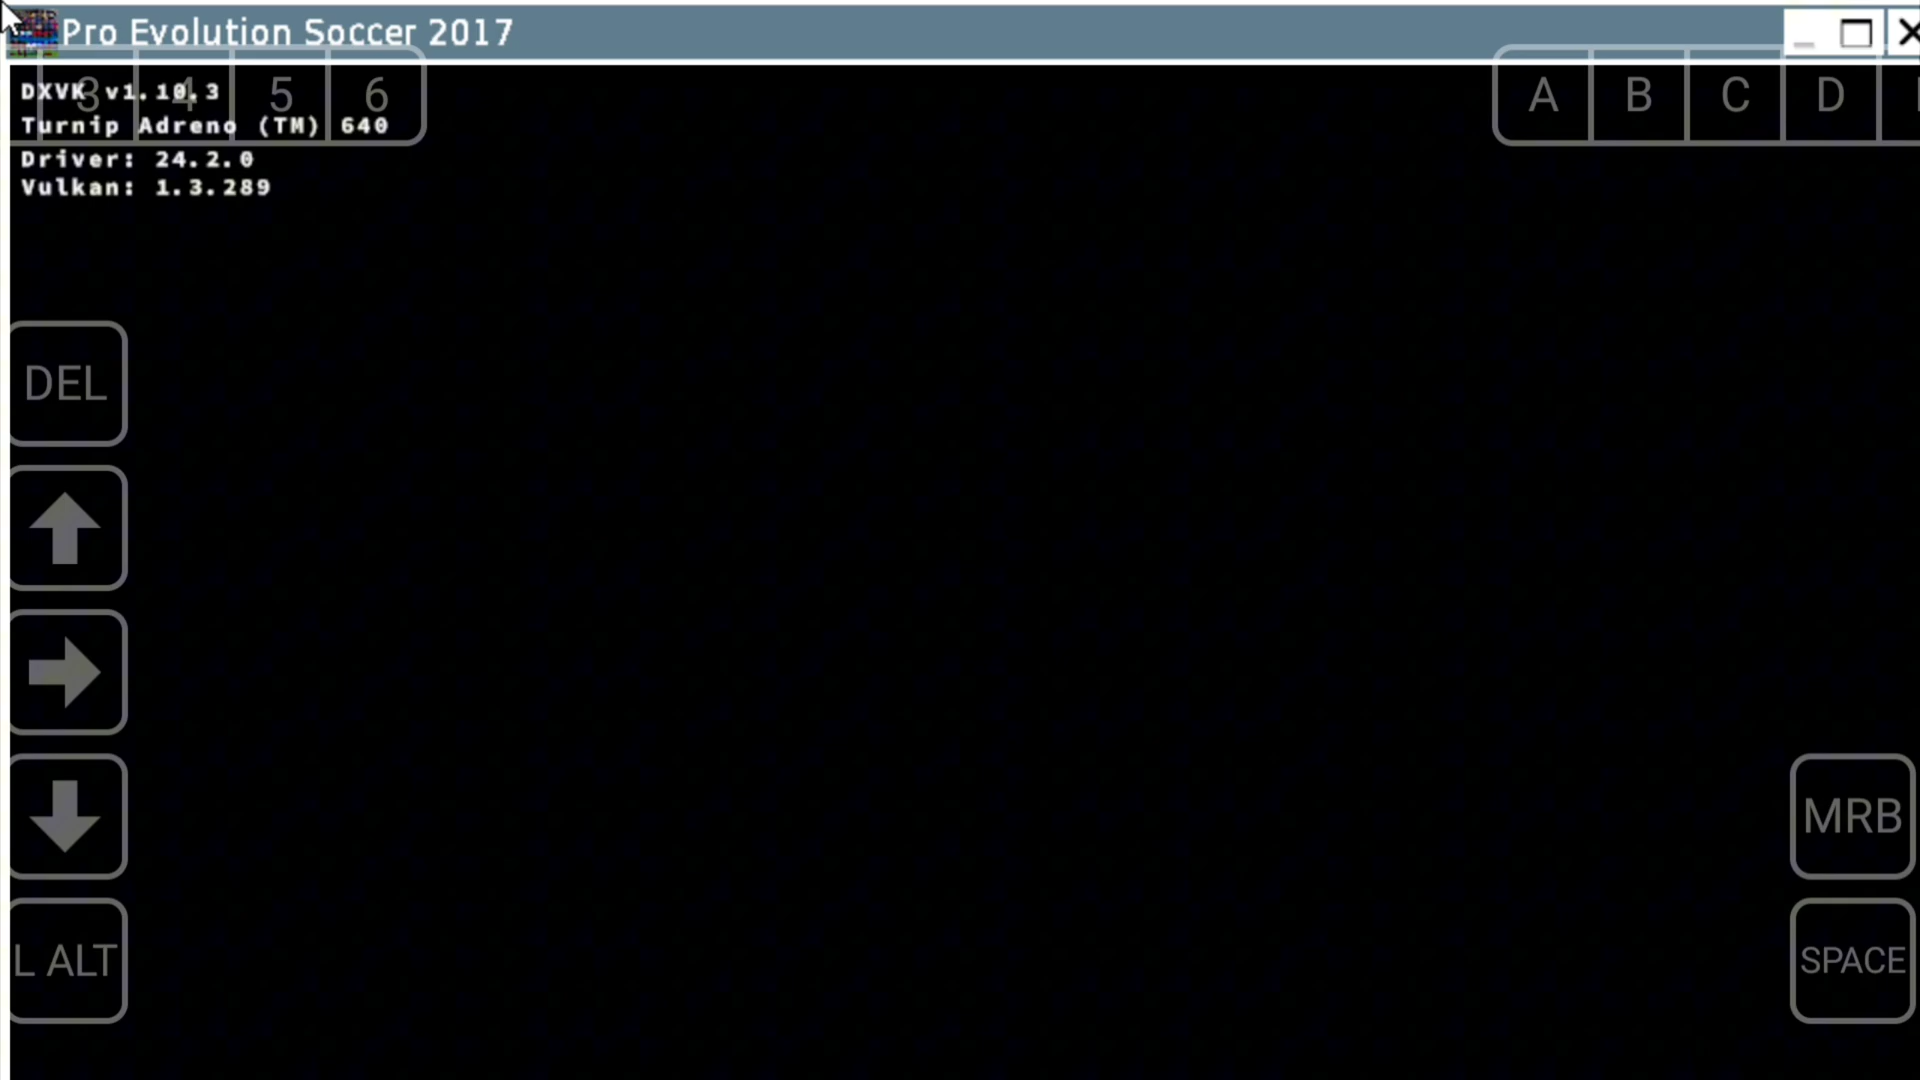 Pro Evolution Soccer 2017
3 4 5 6
A B C D
DXVK v1.10.3
Turnip Adreno (TM) 640
Driver: 24.2.0
Vulkan: 1.3.289
DEL
L ALT
MRB
SPACE